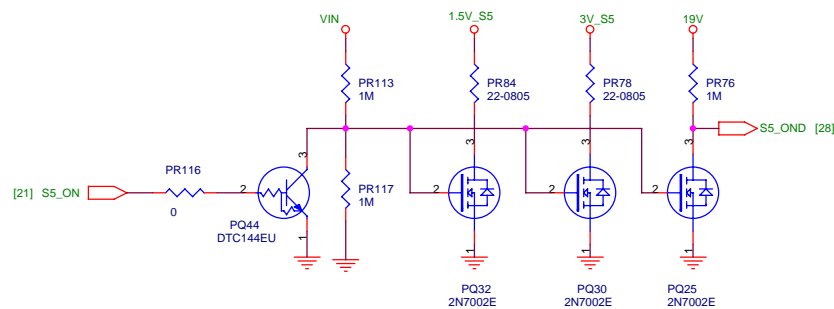 VIN
1.5V_S5
3V_S5
19V
PR113
1M
PR84
22-0805
PR78
22-0805
PR76
1M
S5_OND [28]
3
3
3
3
PR116
[21] S5_ON
0
2
2
2
2
PR117
1M
PQ44
DTC144EU
1
1
1
1
PQ32
2N7002E
PQ30
2N7002E
PQ25
2N7002E